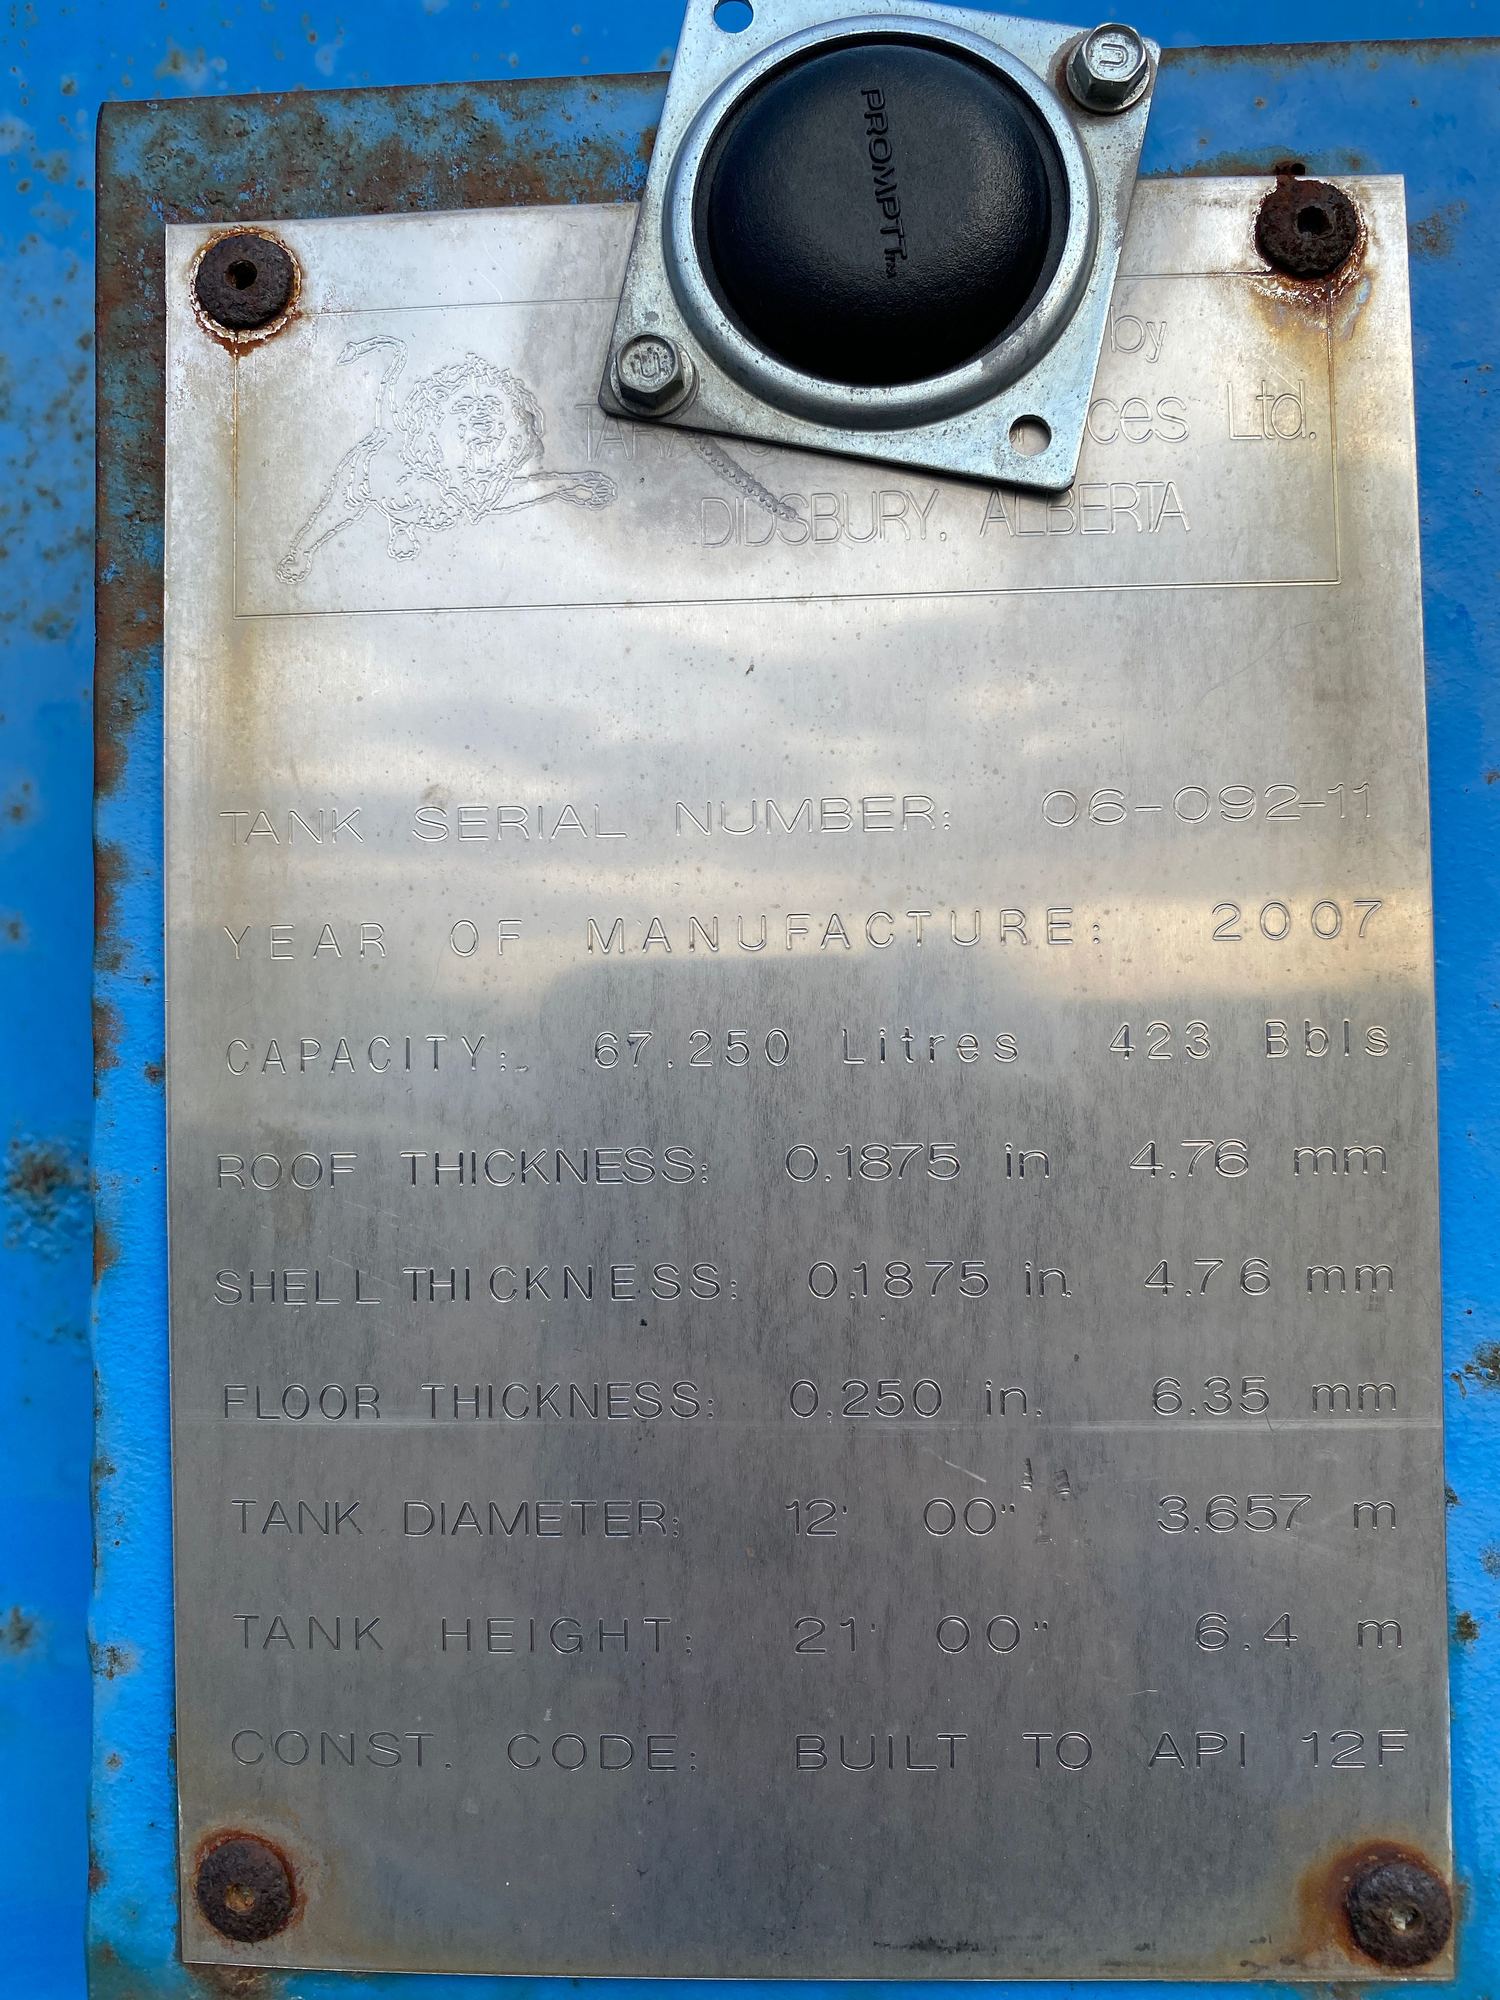 PROMPTT™
by
ces Ltd.
DIDSBURY, ALBERTA
TANK SERIAL NUMBER: 06-092-11
YEAR OF MANUFACTURE: 2007
CAPACITY: 67,250 Litres 423 Bbls
ROOF THICKNESS: 0.1875 in 4.76 mm
SHELL THICKNESS: 0.1875 in. 4.76 mm
FLOOR THICKNESS: 0.250 in. 6.35 mm
TANK DIAMETER: 12' 00" 3.657 m
TANK HEIGHT: 21' 00" 6.4 m
CONST. CODE: BUILT TO API 12F